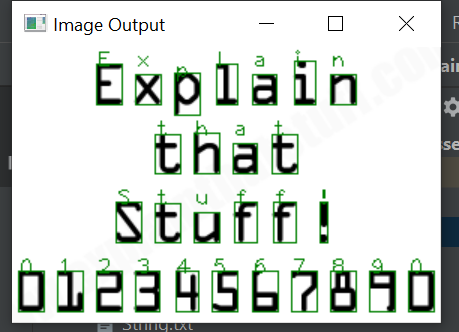 Image Output
Explain
that
Stuff!
01234567890
String.txt